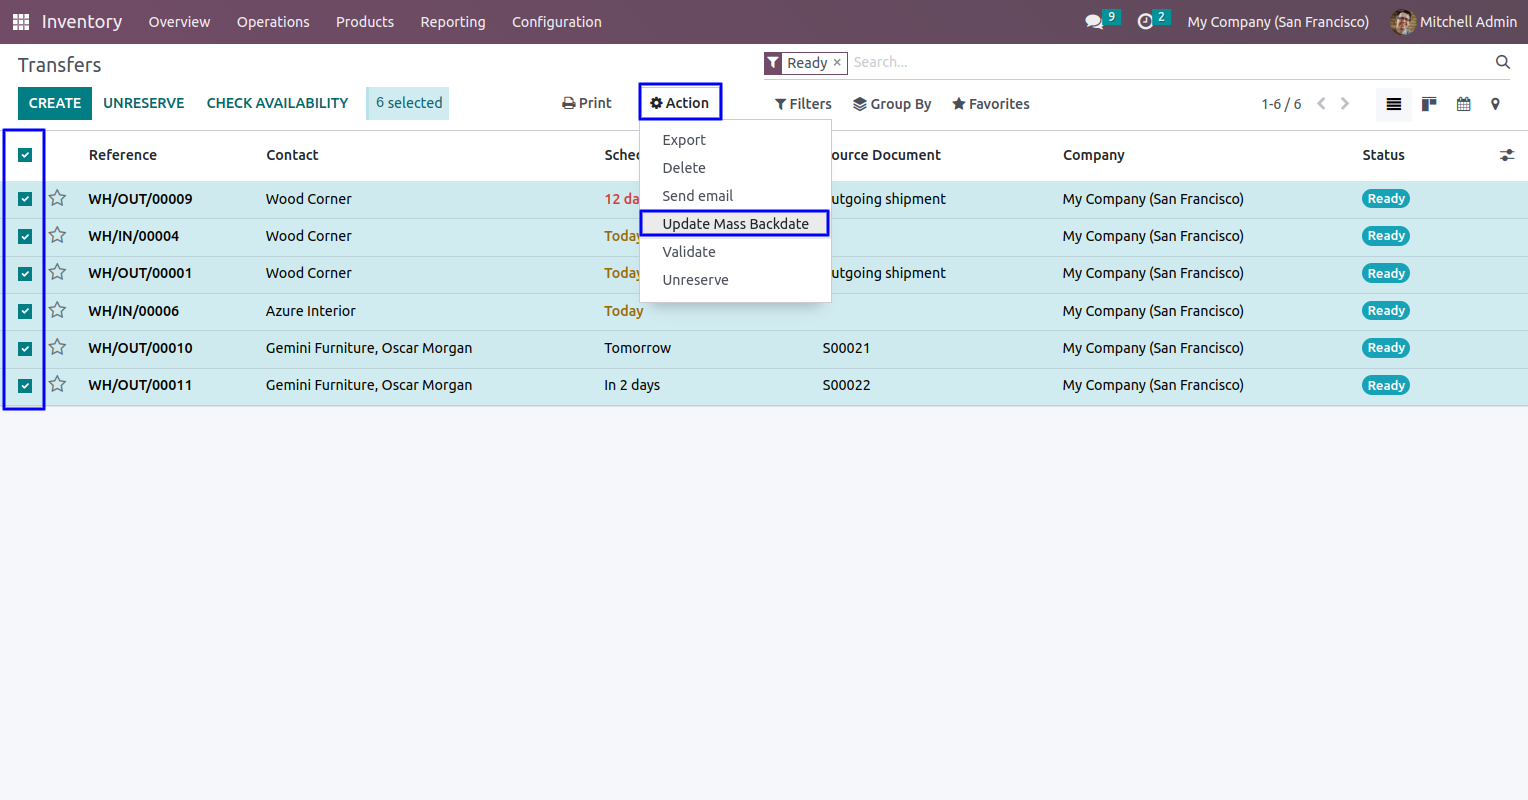 Inventory Overview Operations Products Reporting Configuration 9 2 My Company (San Francisco) Mitchell Admin
Transfers Ready × Search...
CREATE UNRESERVE CHECK AVAILABILITY 6 selected Print Action Filters Group By Favorites 1-6 / 6
Export
Delete
Send email
Update Mass Backdate
Validate
Unreserve
Reference Contact Sched ource Document Company Status
WH/OUT/00009 Wood Corner 12 da utgoing shipment My Company (San Francisco) Ready
WH/IN/00004 Wood Corner Today My Company (San Francisco) Ready
WH/OUT/00001 Wood Corner Today utgoing shipment My Company (San Francisco) Ready
WH/IN/00006 Azure Interior Today My Company (San Francisco) Ready
WH/OUT/00010 Gemini Furniture, Oscar Morgan Tomorrow S00021 My Company (San Francisco) Ready
WH/OUT/00011 Gemini Furniture, Oscar Morgan In 2 days S00022 My Company (San Francisco) Ready